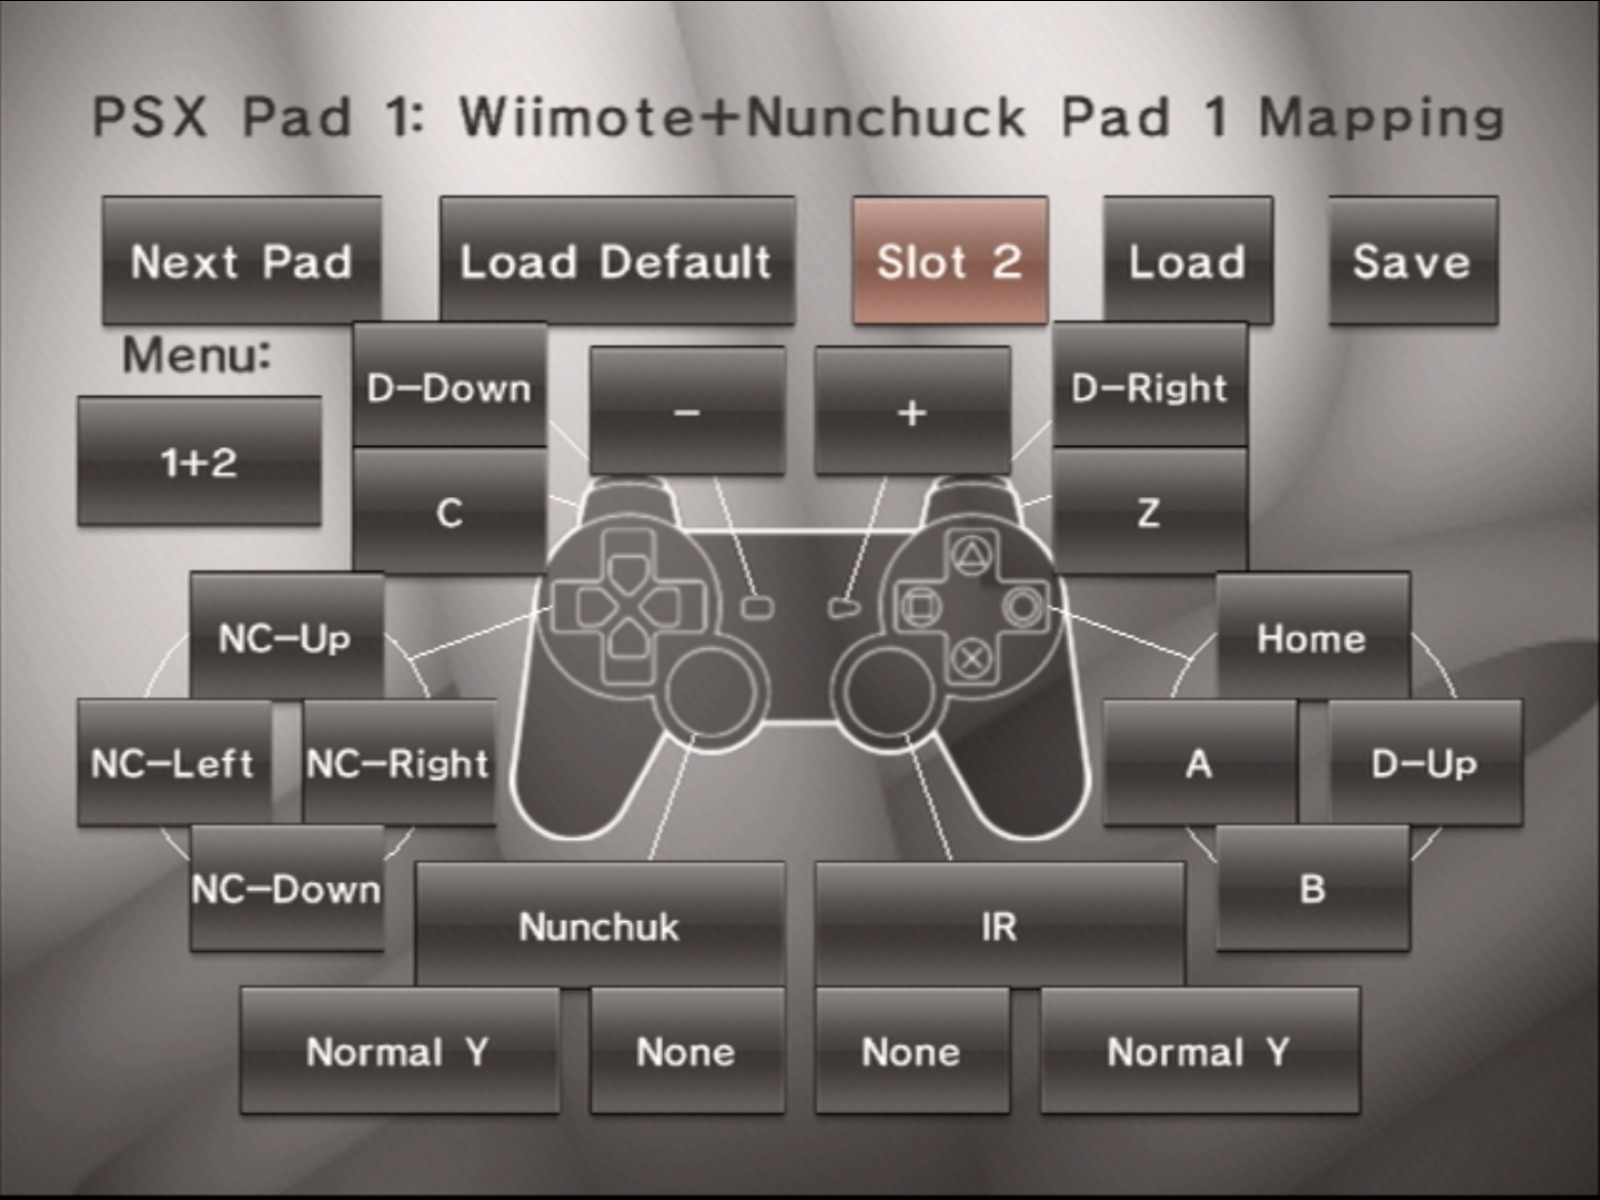 PSX Pad 1: Wiimote+Nunchuck Pad 1 Mapping
Next Pad
Load Default
Slot 2
Load
Save
Menu:
1+2
D-Down
-
+
D-Right
C
Z
NC-Up
Home
NC-Left
NC-Right
A
D-Up
NC-Down
B
Nunchuk
IR
Normal Y
None
None
Normal Y